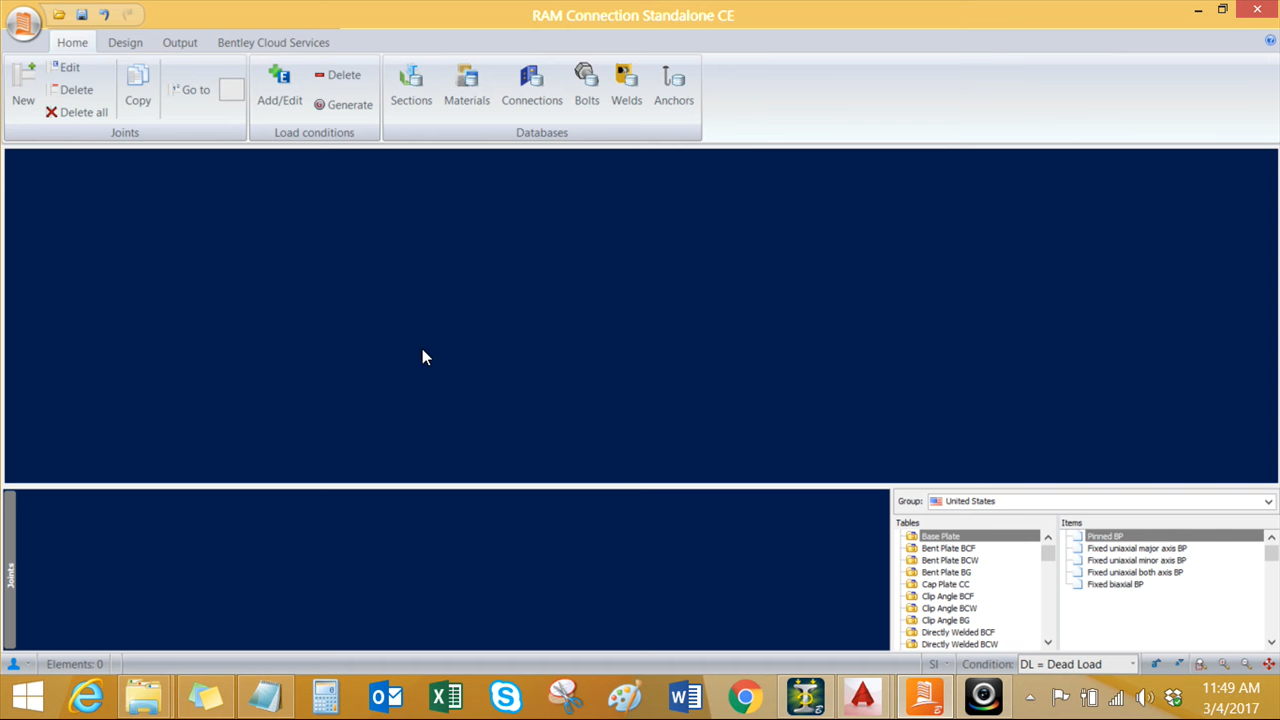 RAM Connection Standalone CE
Home Design Output Bentley Cloud Services
New
Edit
Delete
Delete all
Copy
Go to
Joints
Add/Edit
Delete
Generate
Load conditions
Sections Materials Connections Bolts Welds Anchors
Databases
Group: United States
Tables
Base Plate
Bent Plate BCF
Bent Plate BCW
Bent Plate BG
Cap Plate CC
Clip Angle BCF
Clip Angle BCW
Clip Angle BG
Directly Welded BCF
Directly Welded BCW
Items
Pinned BP
Fixed uniaxial major axis BP
Fixed uniaxial minor axis BP
Fixed uniaxial both axis BP
Fixed biaxial BP
Joints
Elements: 0
SI
Condition: DL = Dead Load
11:49 AM
3/4/2017